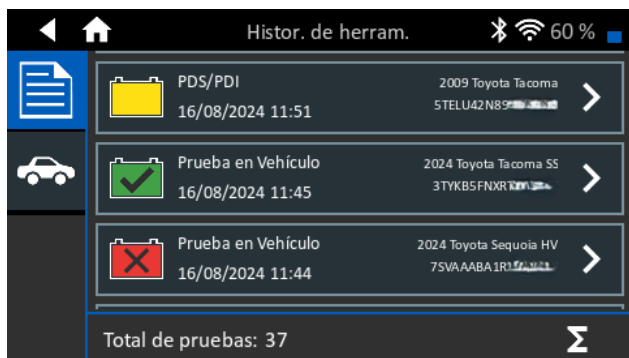 Histor. de herram.
60 %
PDS/PDI
2009 Toyota Tacoma
16/08/2024 11:51
Prueba en Vehículo
2024 Toyota Tacoma SS
16/08/2024 11:45
Prueba en Vehículo
2024 Toyota Sequoia HV
16/08/2024 11:44
Total de pruebas: 37
Σ